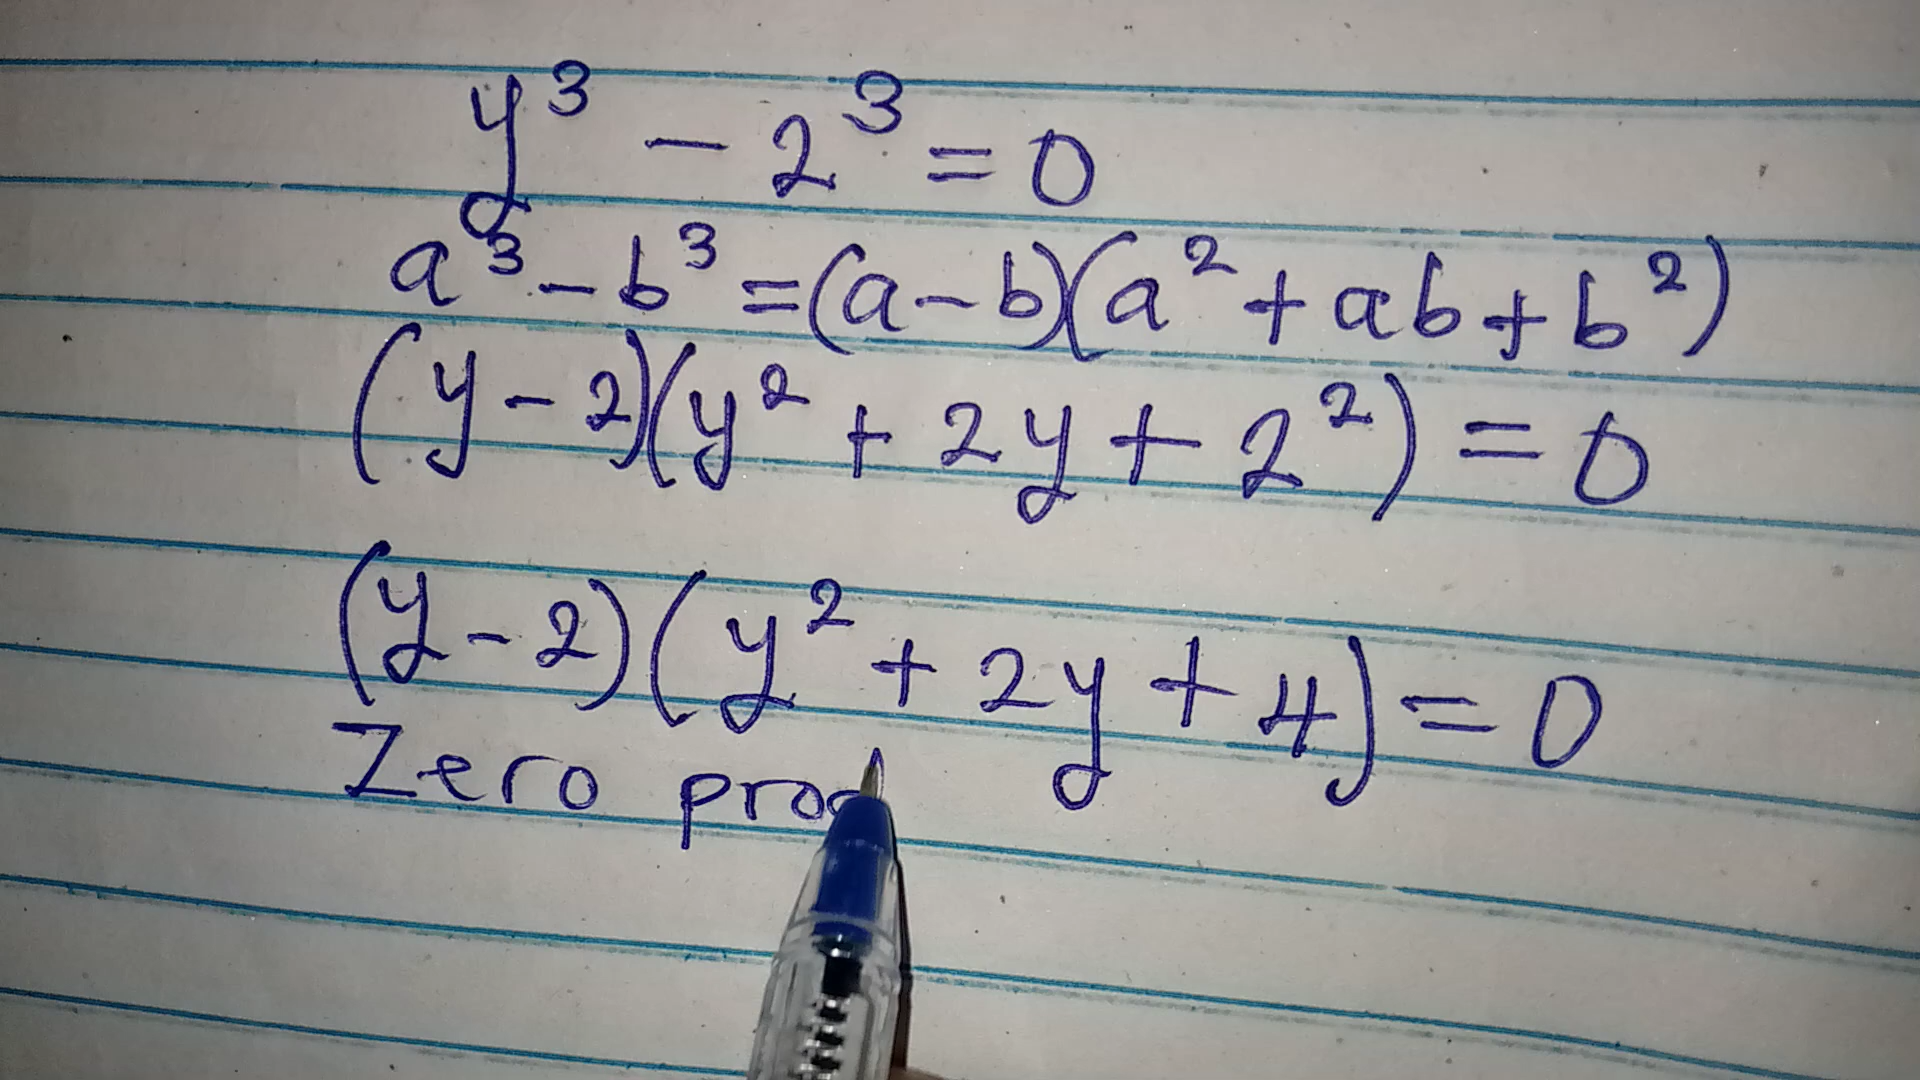 y³ - 2³ = 0
a³ - b³ = (a - b)(a² + ab + b²)
(y - 2)(y² + 2y + 2²) = 0
(y - 2)(y² + 2y + 4) = 0
Zero